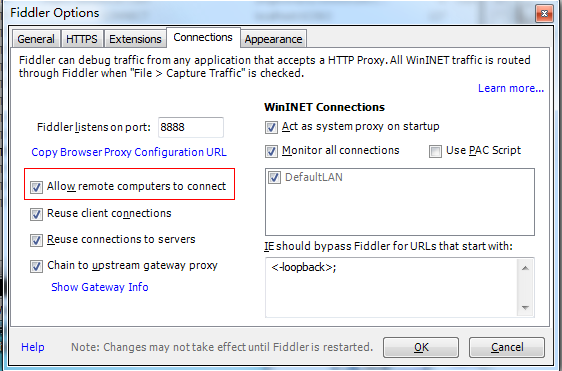 Fiddler Options
General HTTPS Extensions Connections Appearance
Fiddler can debug traffic from any application that accepts a HTTP Proxy. All WinINET traffic is routed
through Fiddler when "File > Capture Traffic" is checked.
Learn more...
Fiddler listens on port: 8888
Copy Browser Proxy Configuration URL
Allow remote computers to connect
Reuse client connections
Reuse connections to servers
Chain to upstream gateway proxy
Show Gateway Info
WinINET Connections
Act as system proxy on startup
Monitor all connections Use PAC Script
DefaultLAN
IE should bypass Fiddler for URLs that start with:
<-loopback>;
Help Note: Changes may not take effect until Fiddler is restarted. OK Cancel